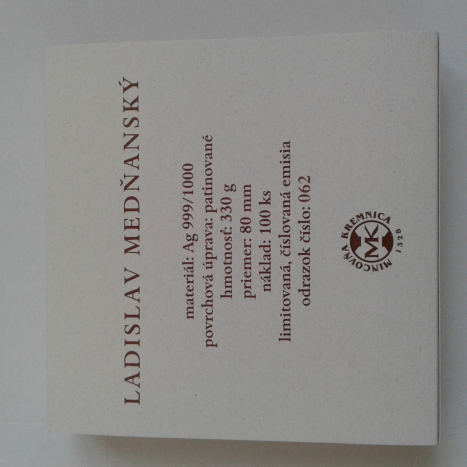 LADISLAV MEDŇANSKÝ
materiál: Ag 999/1000
povrchová úprava: patinované
hmotnosť: 330 g
priemer: 80 mm
náklad: 100 ks
limitovaná, číslovaná emisia
odrazok číslo: 062
MINCOVŇA KREMNICA
MK
1328